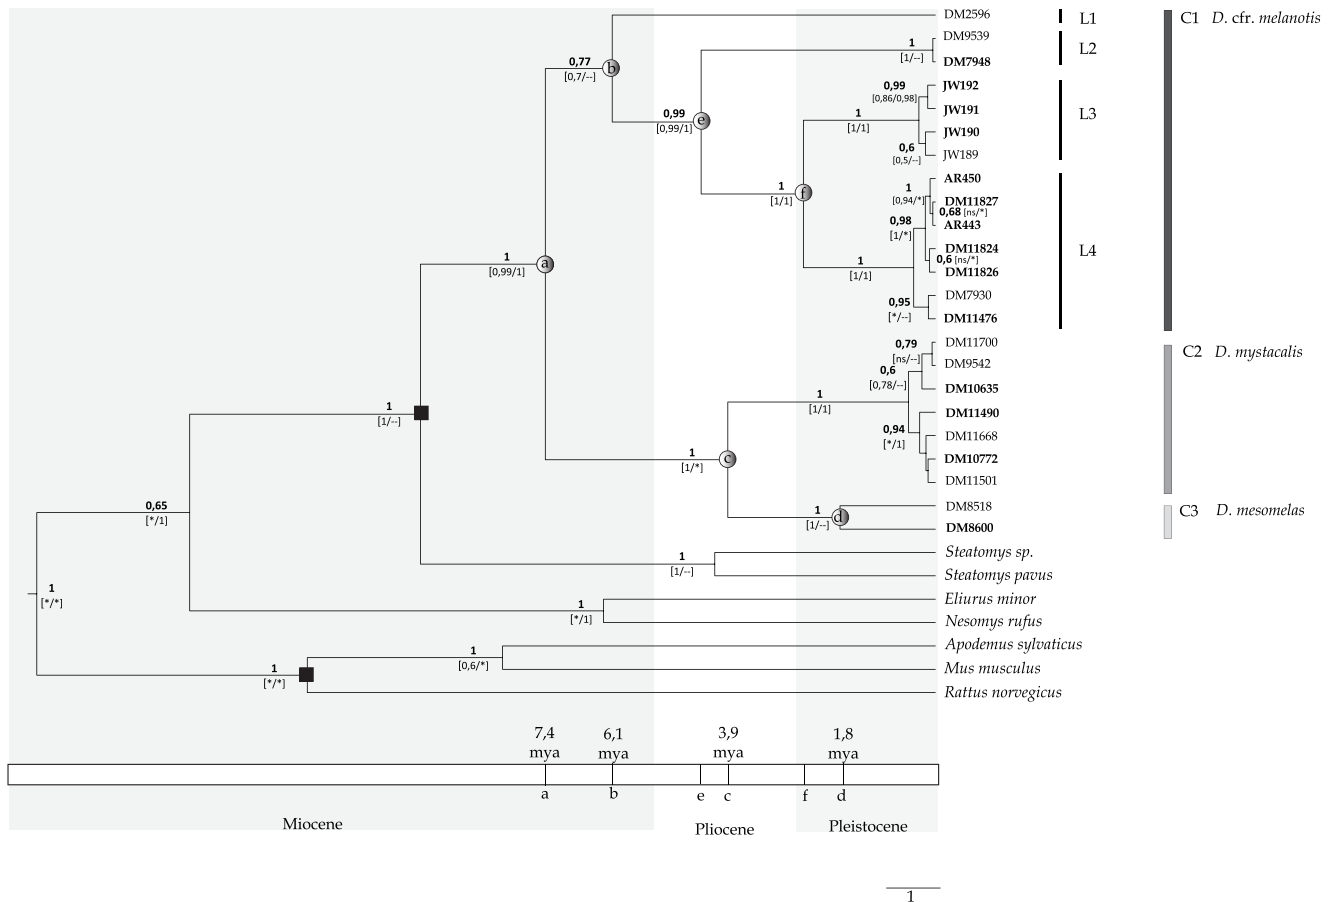 DM2596
L1
C1 D. cfr. melanotis
DM9539
1
[1/--]
L2
DM7948
0,77
[0,7/--]
b
0,99
[0,86/0,98]
JW192
JW191
L3
0,99
[0,99/1]
e
1
[1/1]
JW190
0,6
[0,5/--]
JW189
1
[1/1]
f
AR450
1
[0,94/*]
DM11827
0,68 [ns/*]
AR443
0,98
[1/*]
DM11824
0,6 [ns/*]
DM11826
L4
1
[0,99/1]
a
1
[1/1]
DM7930
0,95
[*/--]
DM11476
DM11700
0,79
[ns/--]
C2 D. mystacalis
DM9542
0,6
[0,78/--]
DM10635
1
[1/--]
1
[1/1]
DM11490
0,94
[*/1]
DM11668
1
[1/*]
c
DM10772
DM11501
0,65
[*/1]
DM8518
1
[1/--]
d
C3 D. mesomelas
DM8600
Steatomys sp.
1
[1/--]
Steatomys pavus
1
[*/*]
Eliurus minor
1
[*/1]
Nesomys rufus
Apodemus sylvaticus
1
[0,6/*]
Mus musculus
1
[*/*]
Rattus norvegicus
7,4 6,1 3,9 1,8
mya mya mya mya
a b e c f d
Miocene Pliocene Pleistocene
1